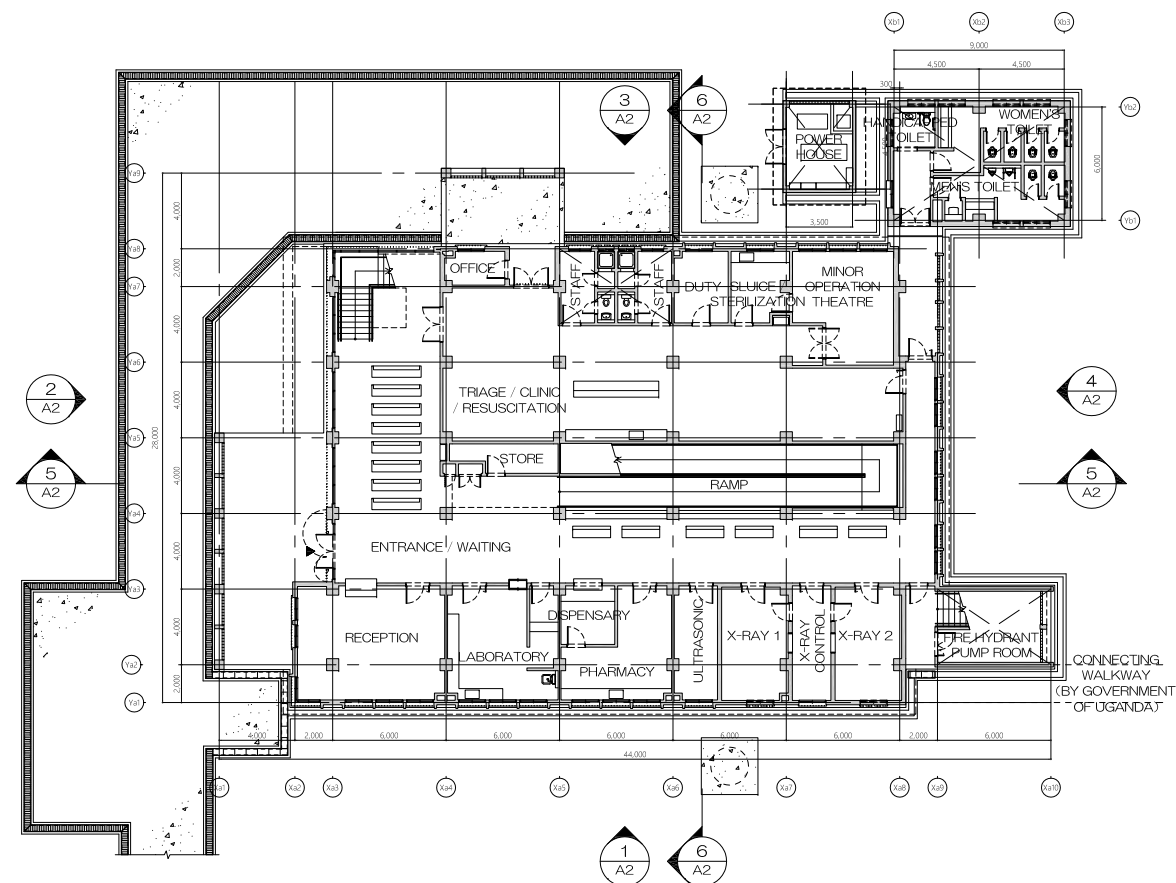 Xb1
Xb2
Xb3
9,000
4,500
4,500
300
3
A2
6
A2
HANDICAPPED
TOILET
WOMEN'S
TOILET
Yb2
POWER
HOUSE
6,000
MEN'S TOILET
Yb1
3,500
Ya9
4,000
Ya8
2,000
Ya7
OFFICE
STAFF
STAFF
DUTY
SLUICE
STERILIZATION
MINOR
OPERATION
THEATRE
4,000
Ya6
2
A2
4
A2
TRIAGE / CLINIC
/ RESUSCITATION
4,000
Ya5
28,000
5
A2
5
A2
STORE
RAMP
4,000
Ya4
ENTRANCE / WAITING
4,000
Ya3
DISPENSARY
RECEPTION
LABORATORY
PHARMACY
ULTRASONIC
X-RAY 1
X-RAY
CONTROL
X-RAY 2
FIRE HYDRANT
PUMP ROOM
4,000
Ya2
2,000
Ya1
CONNECTING
WALKWAY
(BY GOVERNMENT
OF UGANDA)
4,000
2,000
6,000
6,000
6,000
6,000
6,000
2,000
6,000
44,000
Xa1
Xa2
Xa3
Xa4
Xa5
Xa6
Xa7
Xa8
Xa9
Xa10
1
A2
6
A2